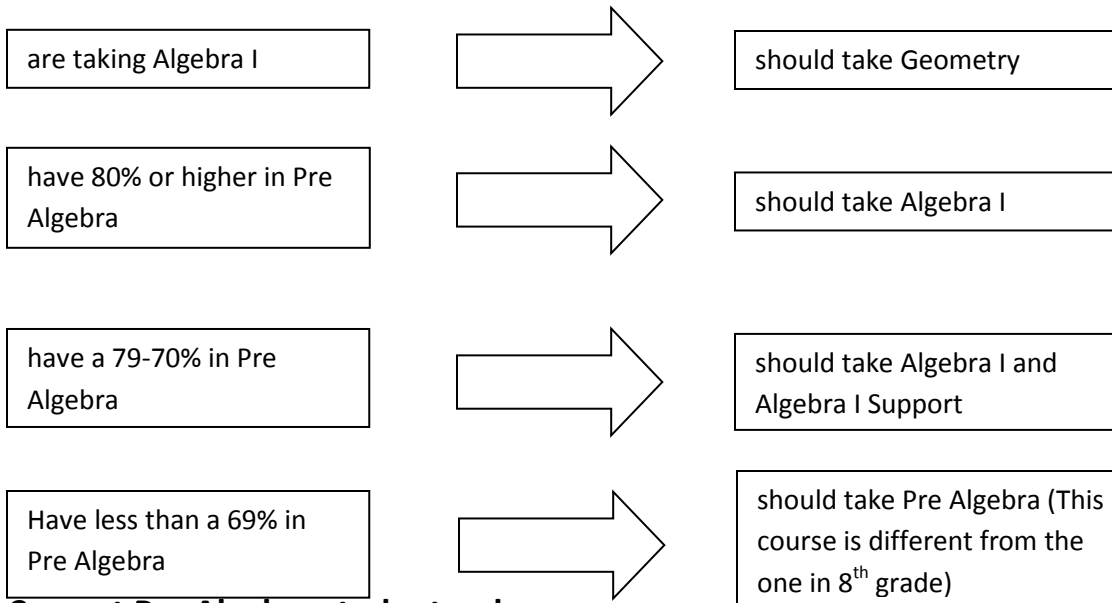 are taking Algebra I
should take Geometry
have 80% or higher in Pre
Algebra
should take Algebra I
have a 79-70% in Pre
Algebra
should take Algebra I and
Algebra I Support
Have less than a 69% in
Pre Algebra
should take Pre Algebra (This
course is different from the
one in 8th grade)